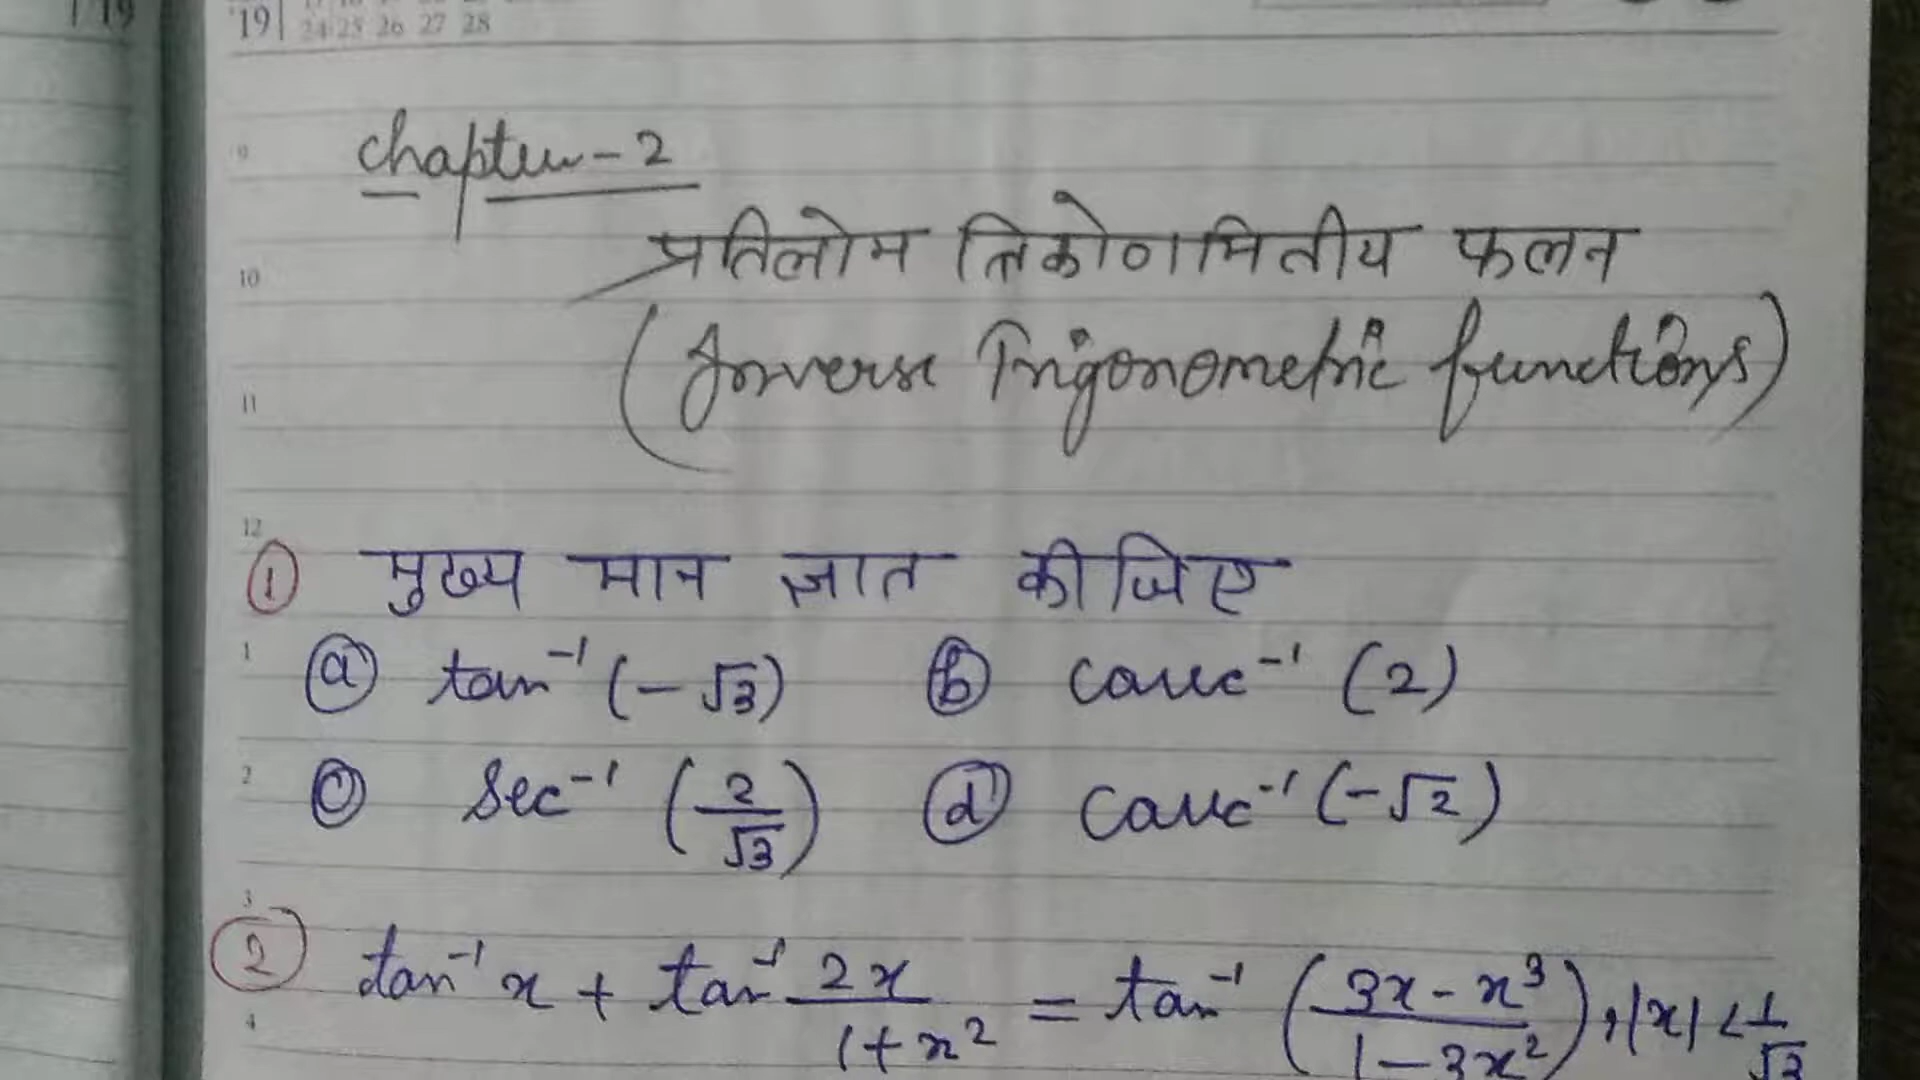 '19 24 25 26 27 28
Chapter-2
प्रतिलोम त्रिकोणमितीय फलन
(Inverse Trigonometric functions)
① मुख्य मान ज्ञात कीजिए
ⓐ tan⁻¹(-√3) ⓑ cosec⁻¹(2)
ⓒ sec⁻¹(2/√3) ⓓ cosec⁻¹(-√2)
② tan⁻¹x + tan⁻¹ 2x/1+x² = tan⁻¹(3x-x³/1-3x²), |x|<1/√3